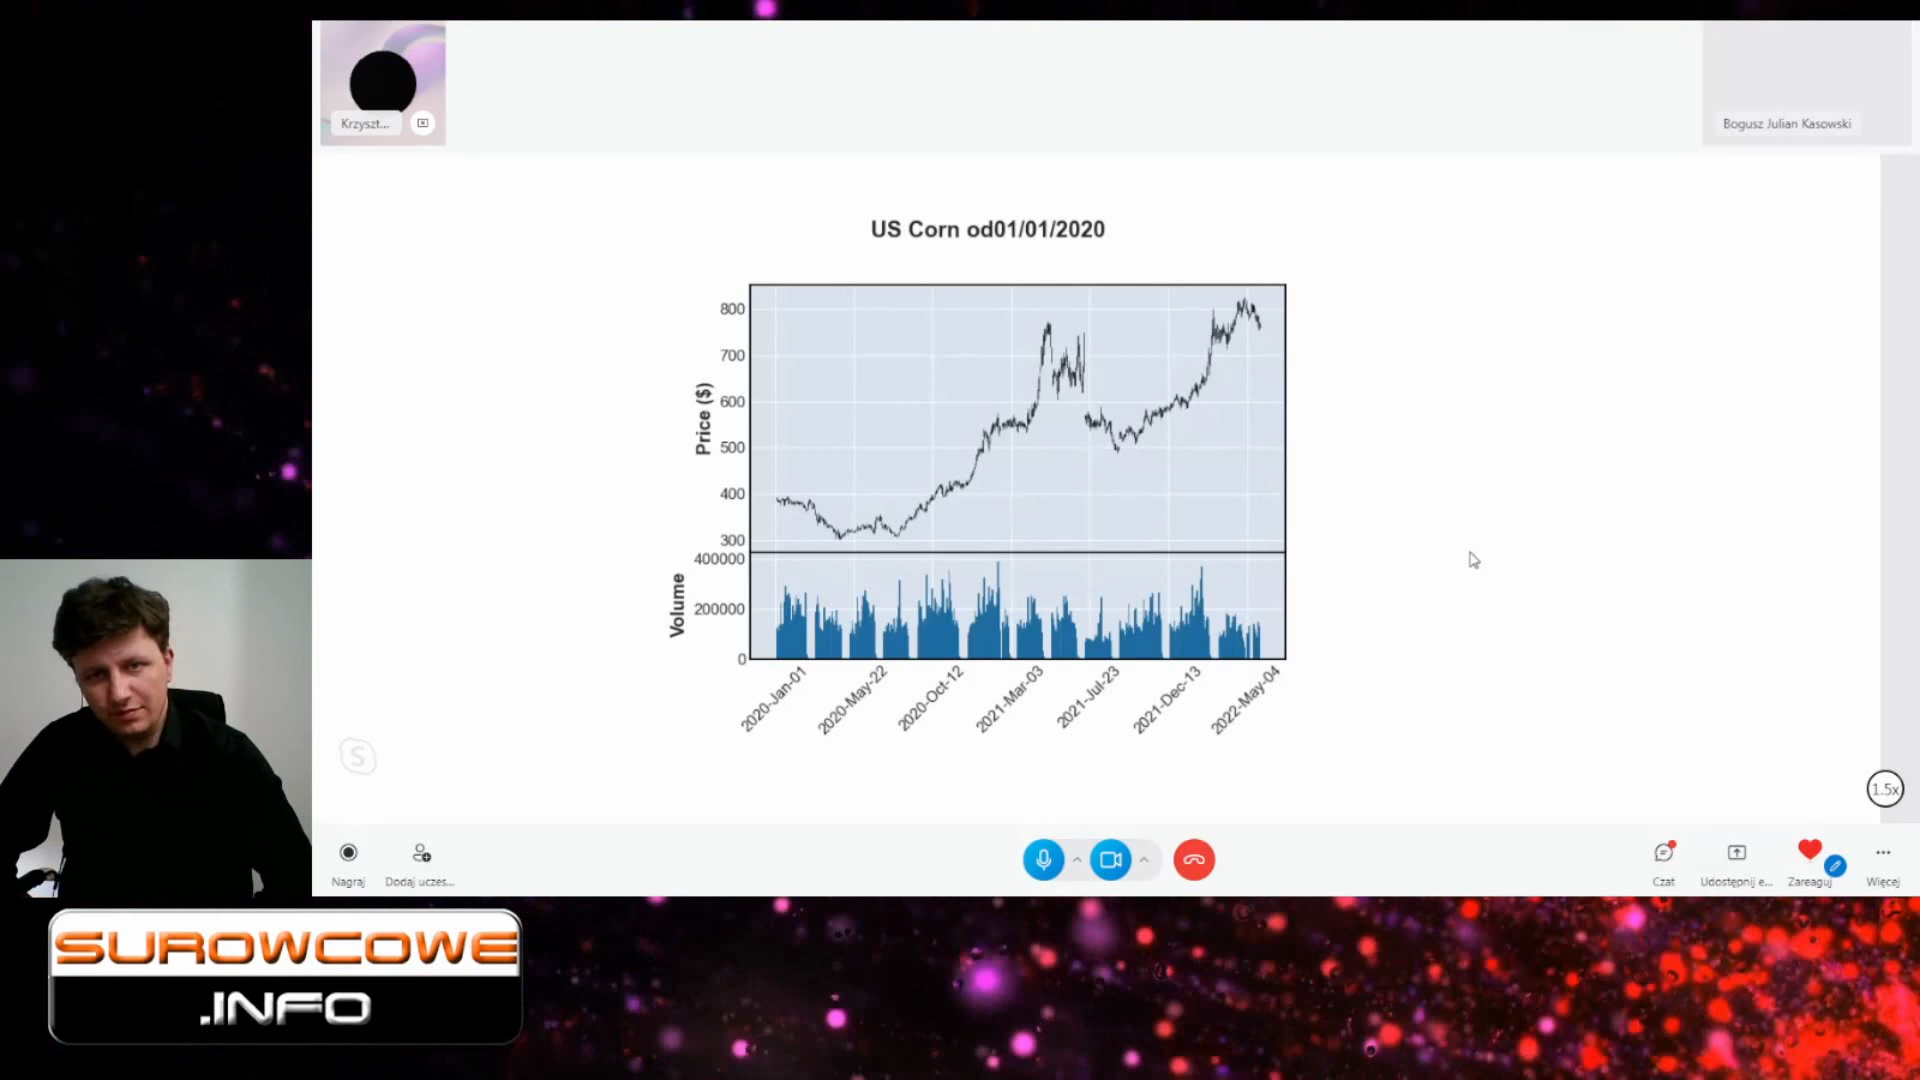 Krzyszt...
Bogusz Julian Kasowski
US Corn od01/01/2020
Price ($)
800
700
600
500
400
300
Volume
400000
200000
0
2020-Jan-01
2020-May-22
2020-Oct-12
2021-Mar-03
2021-Jul-23
2021-Dec-13
2022-May-04
S
1.5x
Nagraj
Dodaj uczes...
Czat
Udostępnij e...
Zareaguj
Więcej
SUROWCOWE
.INFO